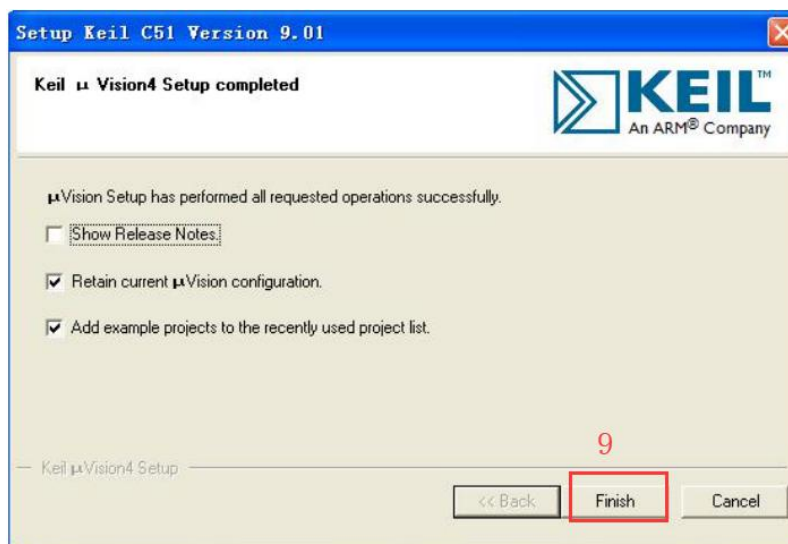 Setup Keil C51 Version 9.01
Keil μ Vision4 Setup completed
KEIL™
An ARM® Company
μVision Setup has performed all requested operations successfully.
Show Release Notes.
Retain current μVision configuration.
Add example projects to the recently used project list.
9
Keil μVision4 Setup
<< Back Finish Cancel